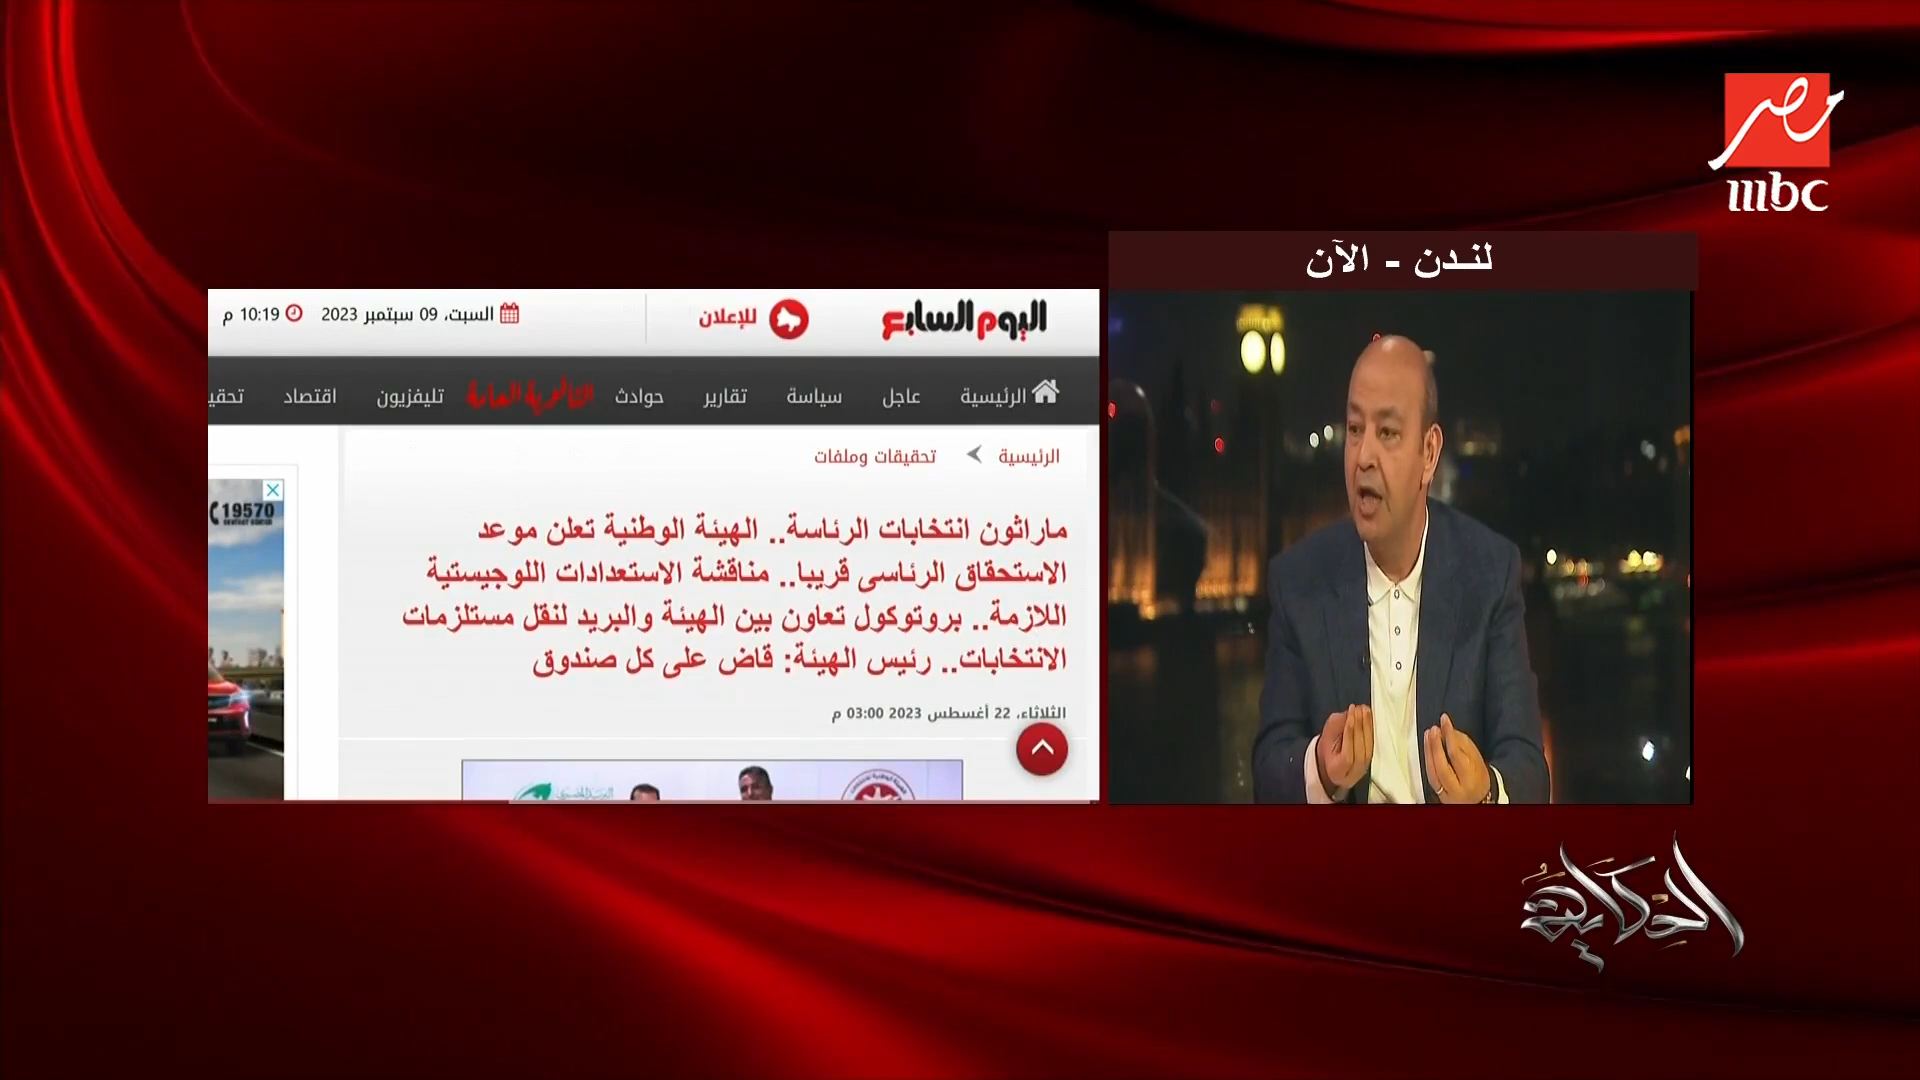 مصر
mbc
لندن - الآن
اليوم السابع
للإعلان
السبت، 09 سبتمبر 2023 10:19 م
الرئيسية عاجل سياسة تقارير حوادث الثانوية العامة تليفزيون اقتصاد
الرئيسية تحقيقات وملفات
19570
ماراثون انتخابات الرئاسة.. الهيئة الوطنية تعلن موعد
الاستحقاق الرئاسى قريبا.. مناقشة الاستعدادات اللوجيستية
اللازمة.. بروتوكول تعاون بين الهيئة والبريد لنقل مستلزمات
الانتخابات.. رئيس الهيئة: قاض على كل صندوق
الثلاثاء، 22 أغسطس 2023 03:00 م
الحكاية